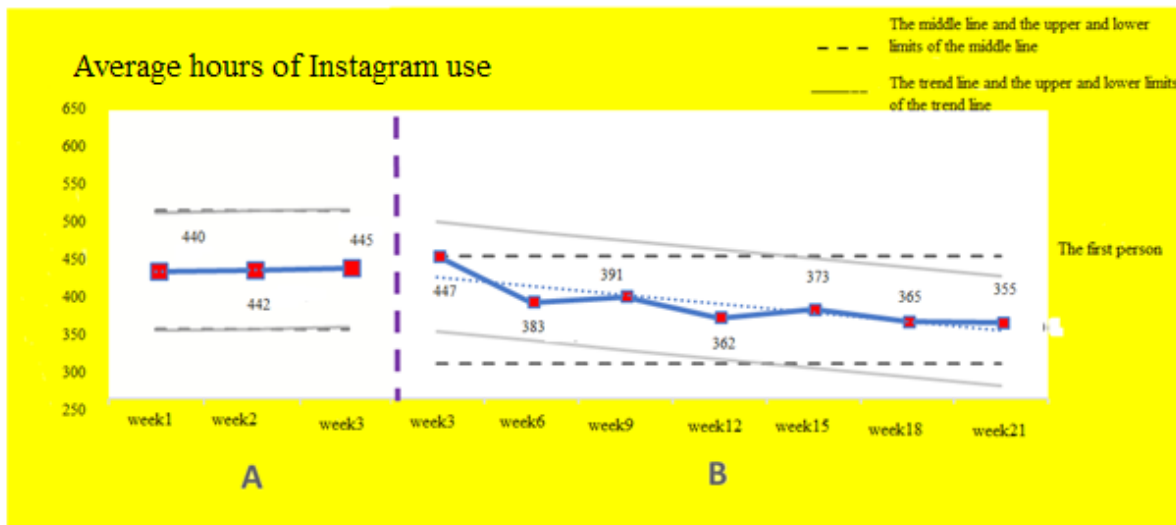 The middle line and the upper and lower
limits of the middle line
Average hours of Instagram use
The trend line and the upper and lower limits
of the trend line
650
600
550
500
450
400
350
300
250
440
445
442
447
383
391
362
373
365
355
The first person
week1
week2
week3
week3
week6
week9
week12
week15
week18
week21
A
B